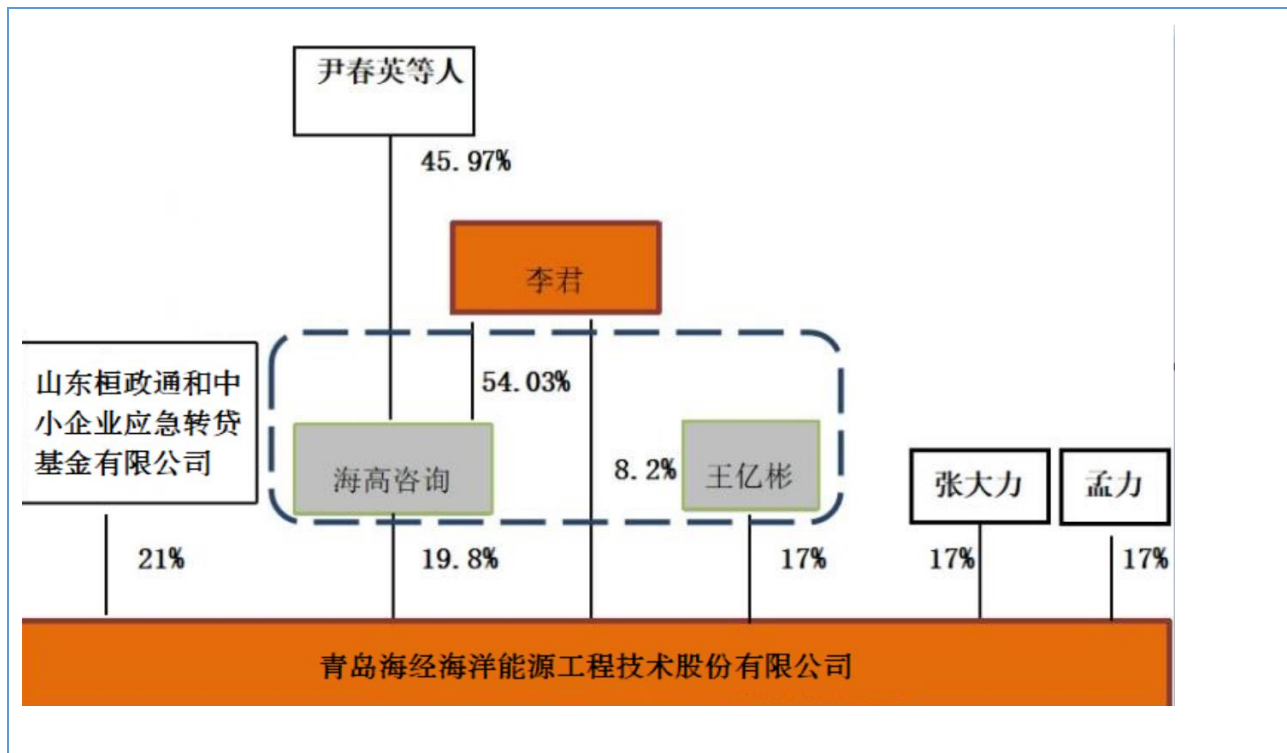 尹春英等人
45.97%
李君
54.03%
山东桓政通和中
小企业应急转贷
基金有限公司
海高咨询
8.2%
王亿彬
张大力
孟力
21%
19.8%
17%
17%
17%
青岛海经海洋能源工程技术股份有限公司